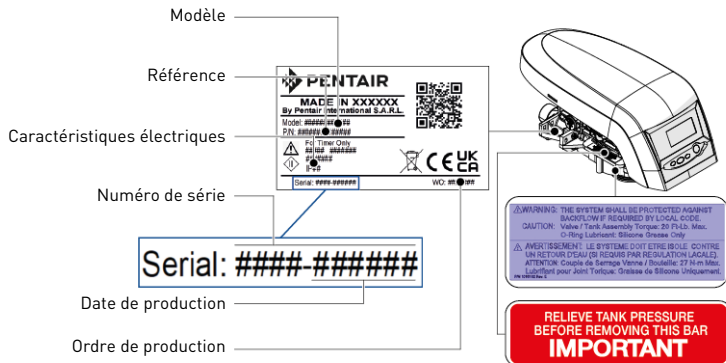 Modèle
Référence
Caractéristiques électriques
Numéro de série
Date de production
Ordre de production
PENTAIR
MADE IN XXXXXX
By Pentair International S.A.R.L.
Model: ######/######
P/N: ###### #####
For Timer Only
Serial: ####-######
WO: ##/###
CE UK CA
Serial: ####-######
WARNING: THE SYSTEM SHALL BE PROTECTED AGAINST
BACKFLOW IF REQUIRED BY LOCAL CODE.
CAUTION: Valve / Tank Assembly Torque: 20 Ft-Lb. Max.
O-Ring Lubricant: Silicone Grease Only
AVERTISSEMENT: LE SYSTEME DOIT ETRE ISOLE CONTRE
UN RETOUR D'EAU (SI REQUIS PAR REGULATION LACALE).
ATTENTION: Couple de Serrage Vanne / Bouteille: 27 N-m Max.
Lubrifiant pour Joint Torique: Graisse de Silicone Uniquement.
RELIEVE TANK PRESSURE
BEFORE REMOVING THIS BAR
IMPORTANT